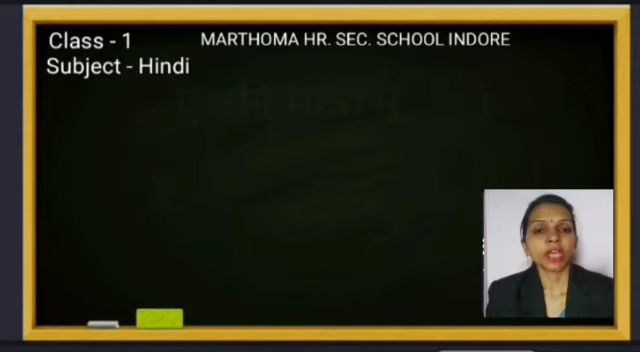 Class - 1
MARTHOMA HR. SEC. SCHOOL INDORE
Subject - Hindi